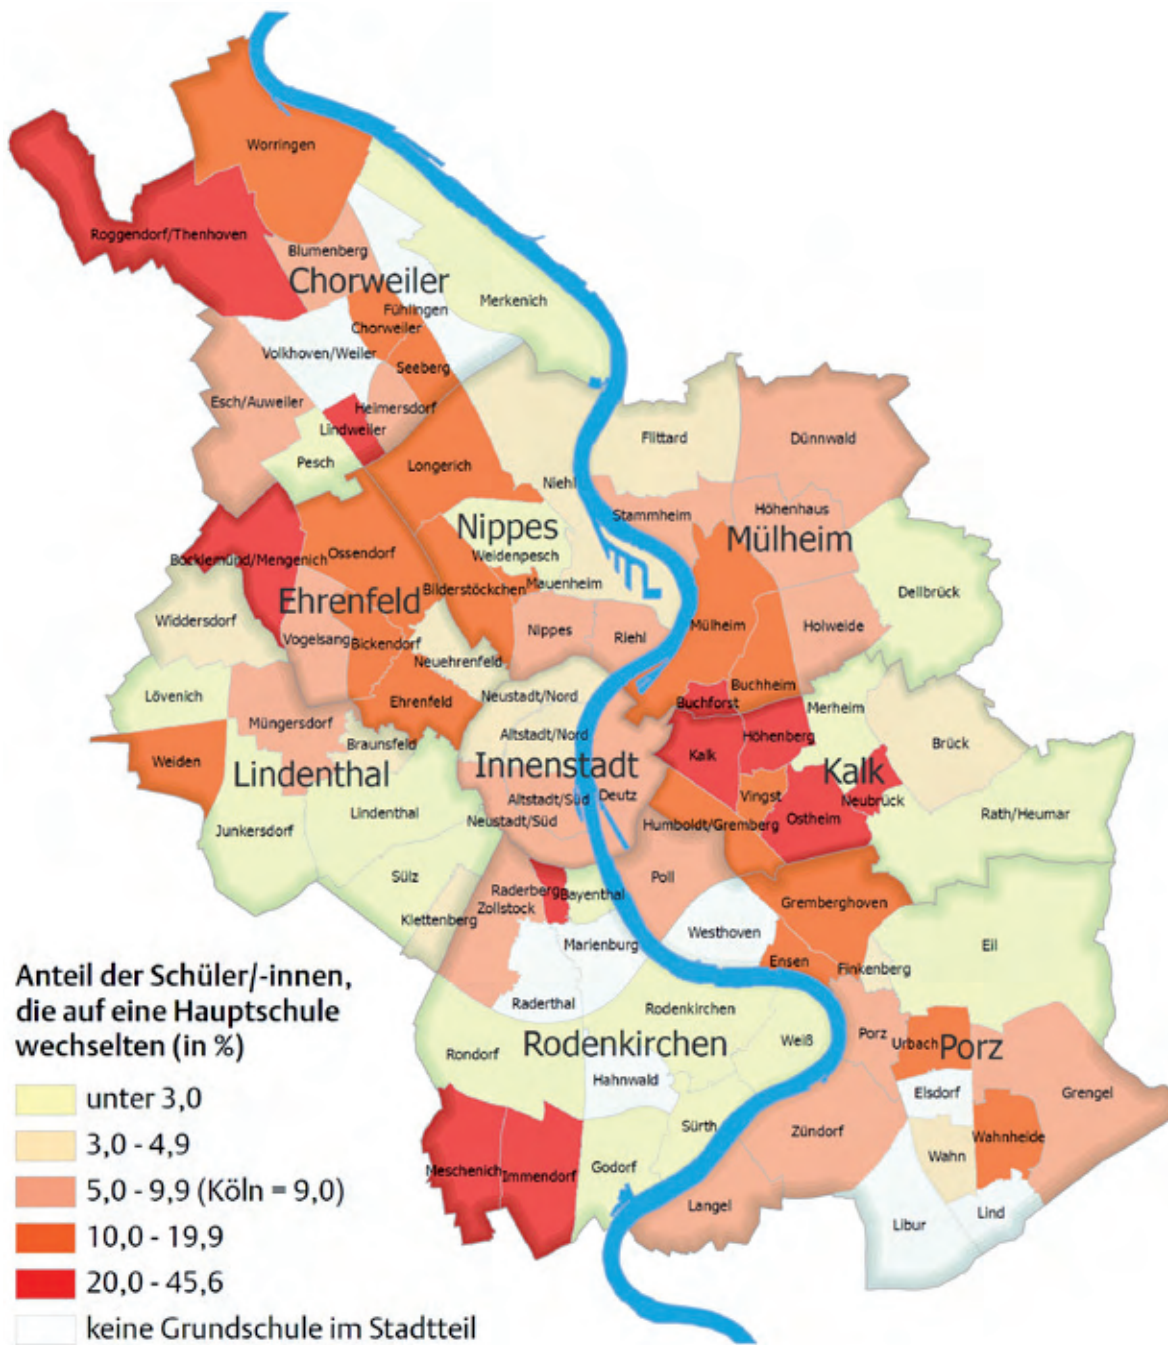 Worringen
Roggendorf/Thenhoven
Blumenberg
Chorweiler
Fühlingen
Merkenich
Chorweiler
Volkhoven/Weiler
Seeberg
Esch/Auweiler
Heimersdorf
Lindweiler
Pesch
Longerich
Niehl
Flittard
Dünnwald
Stammheim
Höhenhaus
Nippes
Mülheim
Weidenpesch
Ossendorf
Bocklemünd/Mengenich
Bilderstöckchen
Mauenheim
Dellbrück
Ehrenfeld
Widdersdorf
Vogelsang
Bickendorf
Nippes
Riehl
Mülheim
Holweide
Neuehrenfeld
Lövenich
Ehrenfeld
Neustadt/Nord
Buchheim
Buchforst
Merheim
Müngersdorf
Braunsfeld
Altstadt/Nord
Höhenberg
Brück
Weiden
Kalk
Lindenthal
Innenstadt
Kalk
Vingst
Neubrück
Altstadt/Süd
Deutz
Lindenthal
Neustadt/Süd
Humboldt/Gremberg
Ostheim
Rath/Heumar
Junkersdorf
Sülz
Poll
Raderberg
Bayenthal
Zollstock
Klettenberg
Gremberghoven
Westhoven
Marienburg
Eil
Ensen
Finkenberg
Raderthal
Rodenkirchen
Rodenkirchen
Weiß
Porz
Urbach
Porz
Rondorf
Hahnwald
Elsdorf
Grengel
Sürth
Zündorf
Wahnheide
Wahn
Meschenich
Immendorf
Godorf
Langel
Libur
Lind
Anteil der Schüler/-innen,
die auf eine Hauptschule
wechselten (in %)
unter 3,0
3,0 - 4,9
5,0 - 9,9 (Köln = 9,0)
10,0 - 19,9
20,0 - 45,6
keine Grundschule im Stadtteil